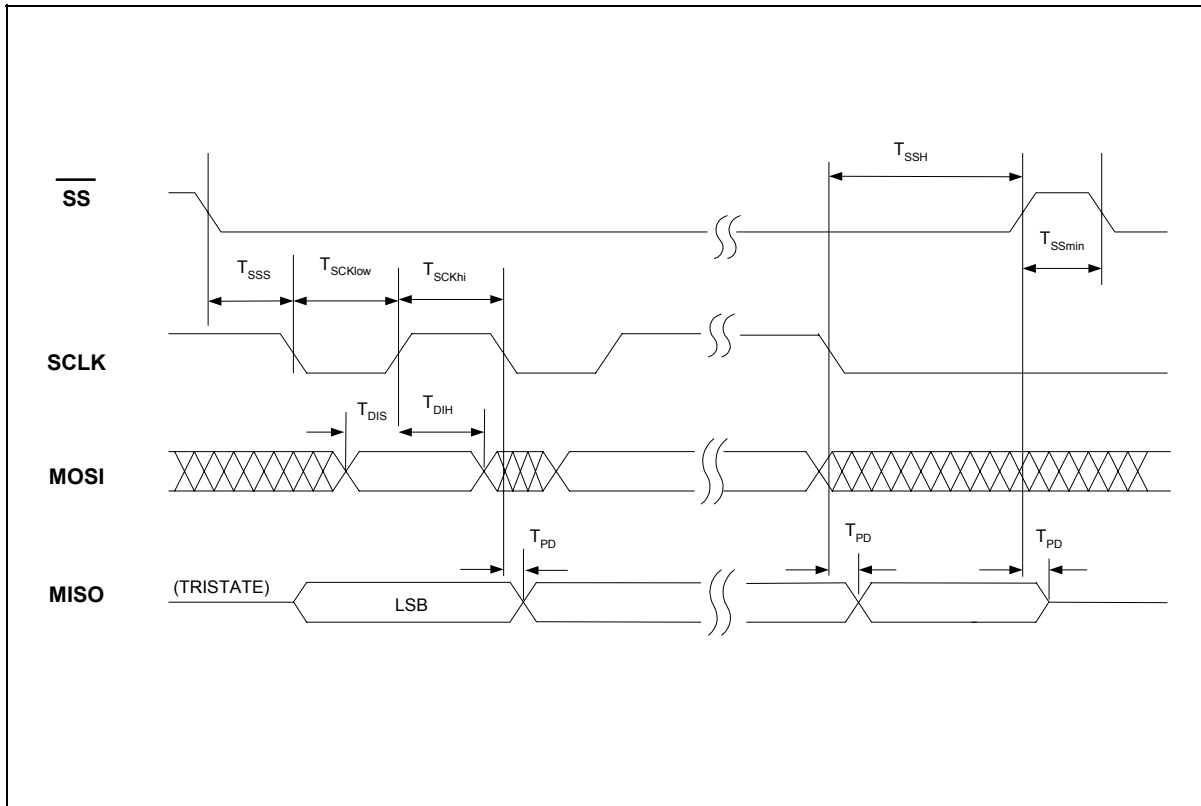 T_SSH
SS
T_SSmin
T_SSS
T_SCKlow
T_SCKhi
SCLK
T_DIS
T_DIH
MOSI
T_PD
T_PD
T_PD
(TRISTATE)
MISO
LSB